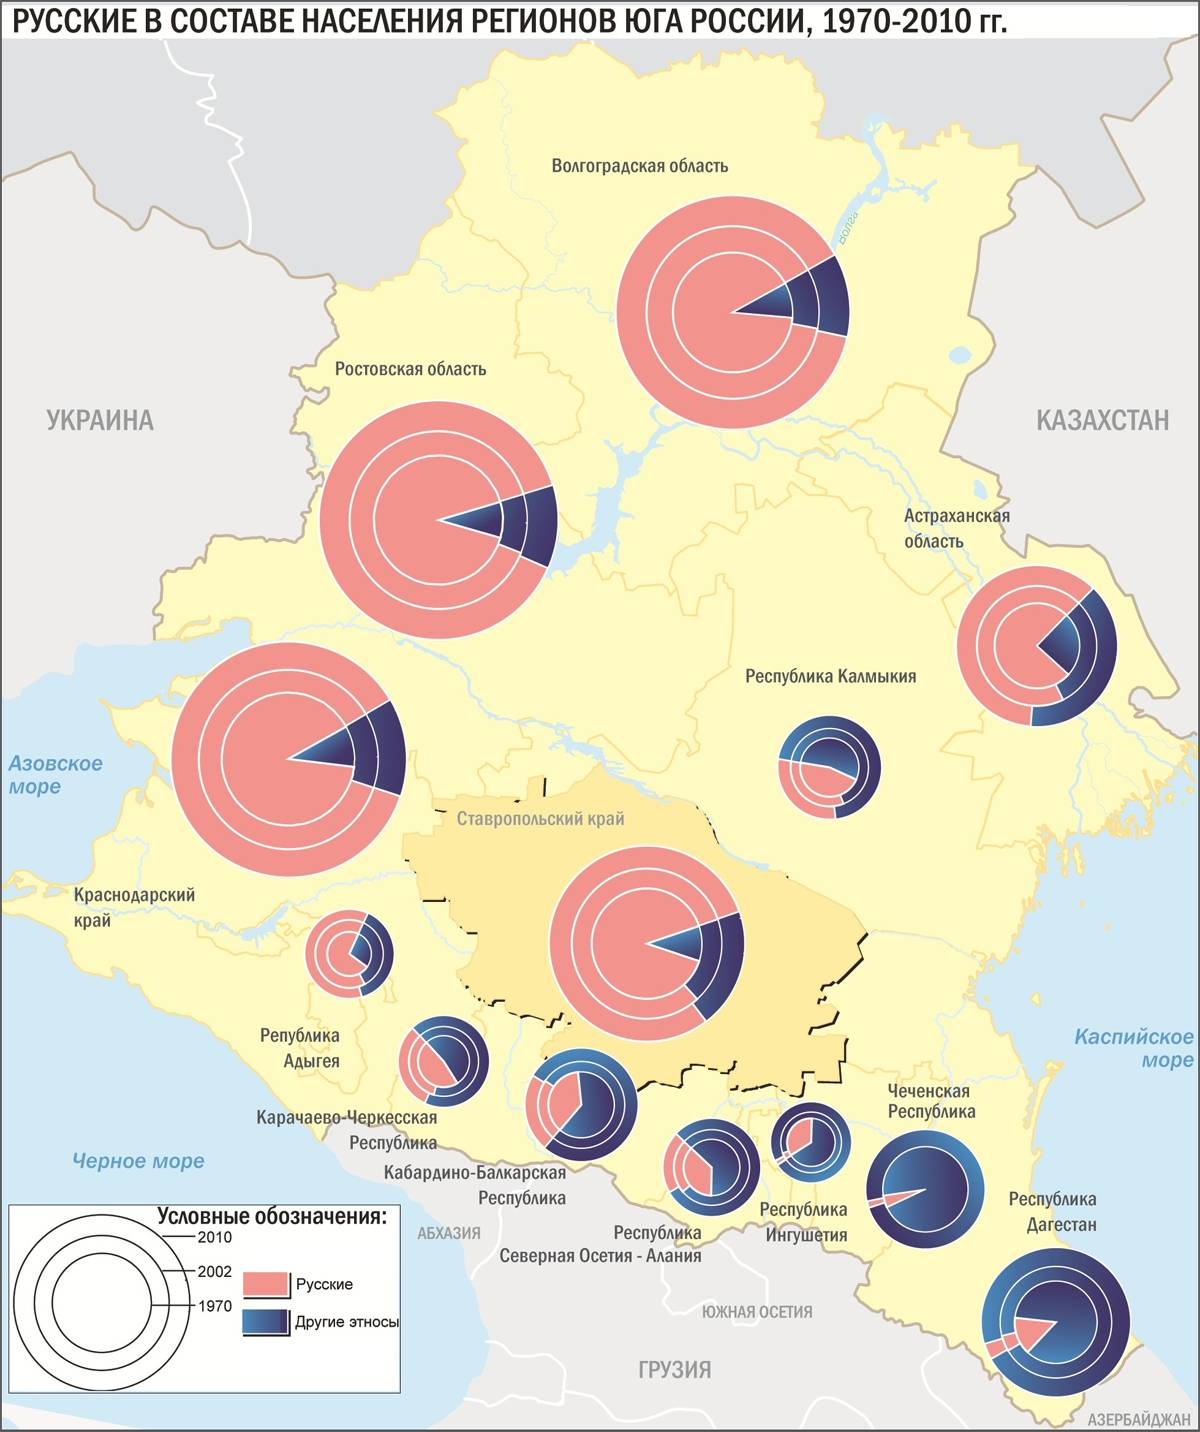 РУССКИЕ В СОСТАВЕ НАСЕЛЕНИЯ РЕГИОНОВ ЮГА РОССИИ, 1970-2010 гг.
Волгоградская область
Волга
Ростовская область
УКРАИНА
КАЗАХСТАН
Астраханская
область
Республика Калмыкия
Азовское
море
Ставропольский край
Краснодарский
край
Република
Адыгея
Каспийское
море
Чеченская
Республика
Карачаево-Черкесская
Республика
Черное море
Кабардино-Балкарская
Республика
Республика
Дагестан
Республика
Ингушетия
Республика
Северная Осетия - Алания
АБХАЗИЯ
ЮЖНАЯ ОСЕТИЯ
ГРУЗИЯ
АЗЕРБАЙДЖАН
Условные обозначения:
2010
2002
1970
Русские
Другие этносы